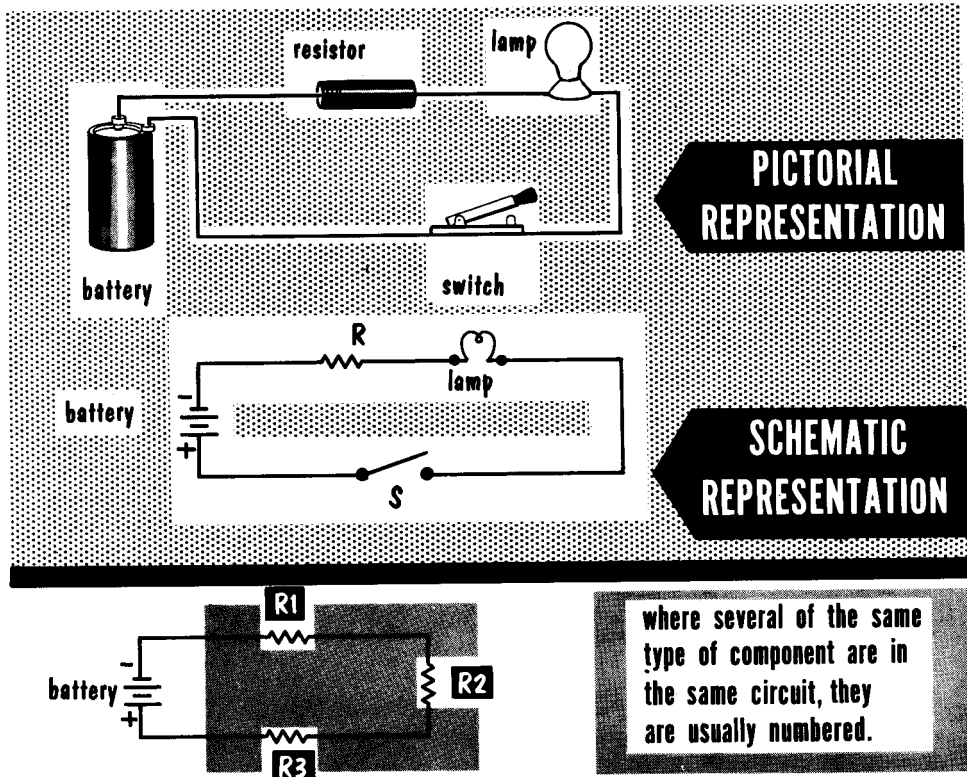 resistor
lamp
battery
switch
PICTORIAL
REPRESENTATION
R
lamp
battery
-
+
S
SCHEMATIC
REPRESENTATION
R1
-
battery
+
R2
R3
where several of the same
type of component are in
the same circuit, they
are usually numbered.